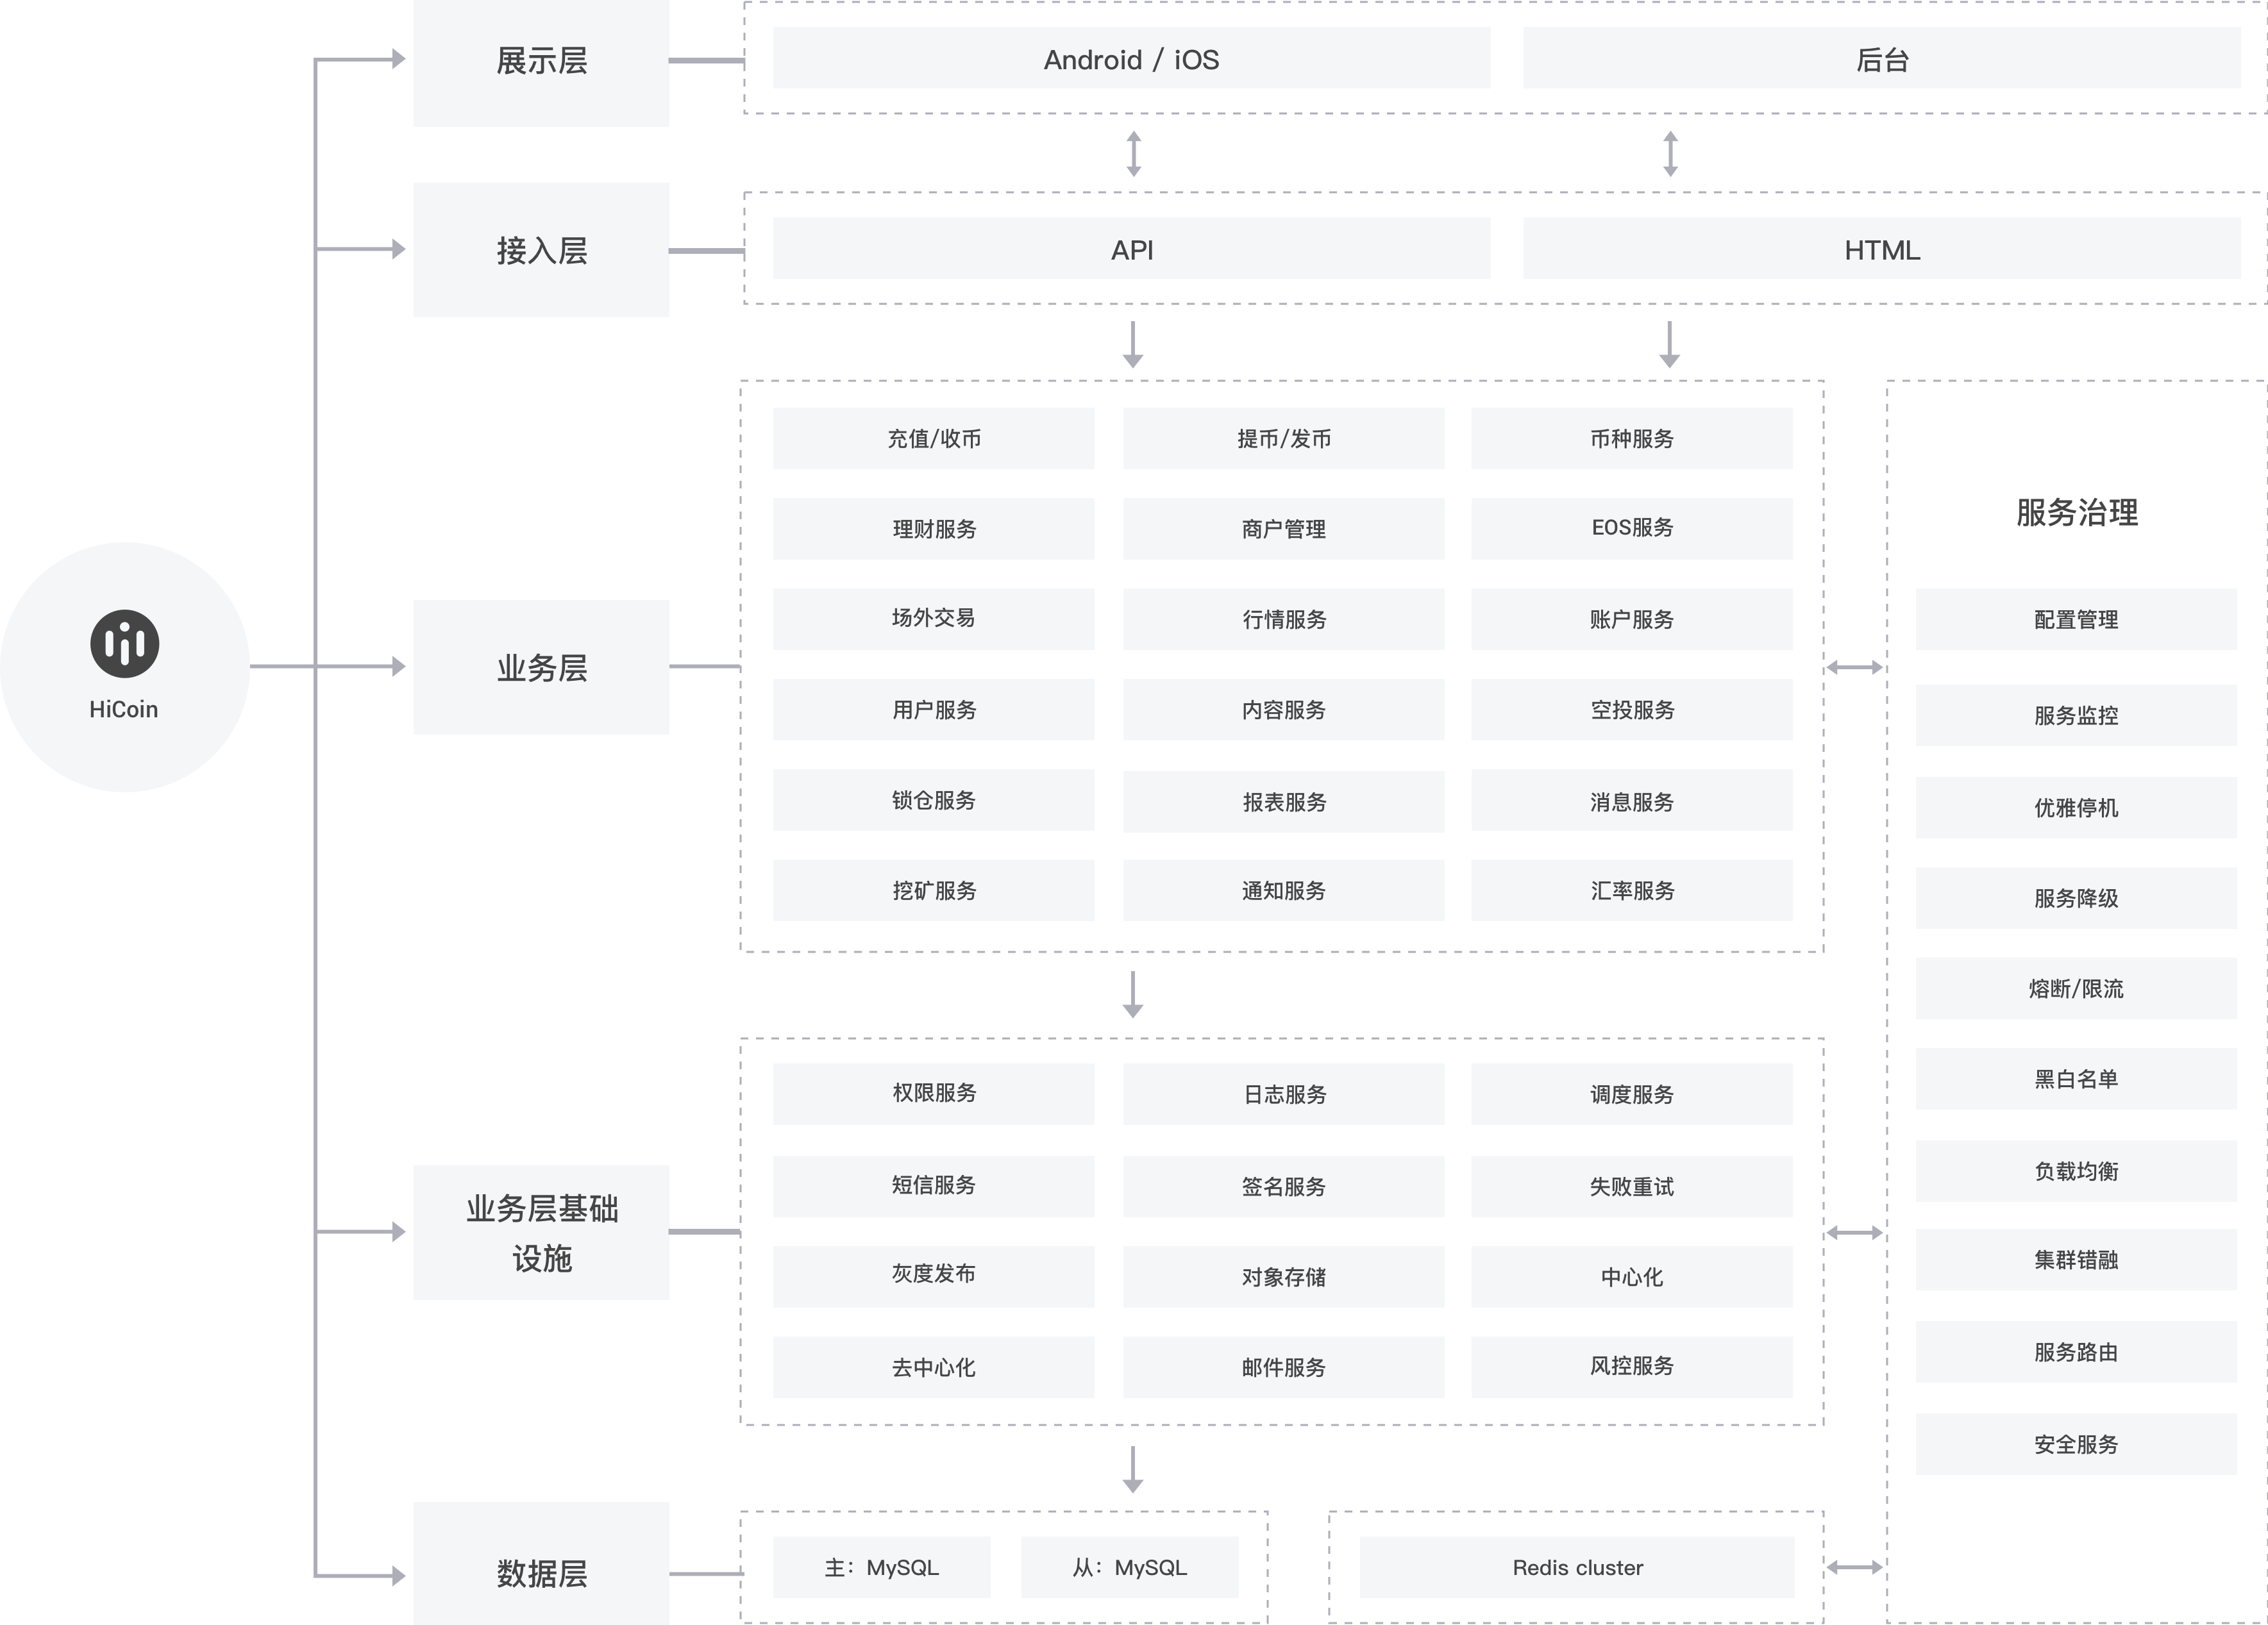 展示层
Android / iOS
后台
接入层
API
HTML
HiCoin
业务层
充值/收币
提币/发币
币种服务
理财服务
商户管理
EOS服务
场外交易
行情服务
账户服务
用户服务
内容服务
空投服务
锁仓服务
报表服务
消息服务
挖矿服务
通知服务
汇率服务
服务治理
配置管理
服务监控
优雅停机
服务降级
熔断/限流
黑白名单
负载均衡
集群错融
服务路由
安全服务
业务层基础
设施
权限服务
日志服务
调度服务
短信服务
签名服务
失败重试
灰度发布
对象存储
中心化
去中心化
邮件服务
风控服务
数据层
主：MySQL
从：MySQL
Redis cluster